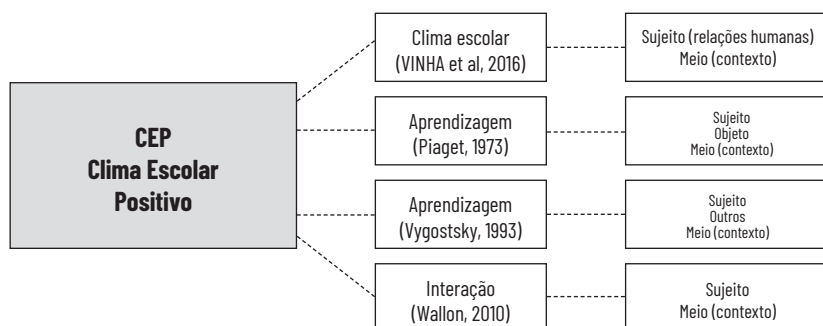 CEP
Clima Escolar
Positivo
Clima escolar
(VINHA et al, 2016)
Sujeito (relações humanas)
Meio (contexto)
Aprendizagem
(Piaget, 1973)
Sujeito
Objeto
Meio (contexto)
Aprendizagem
(Vygostsky, 1993)
Sujeito
Outros
Meio (contexto)
Interação
(Wallon, 2010)
Sujeito
Meio (contexto)